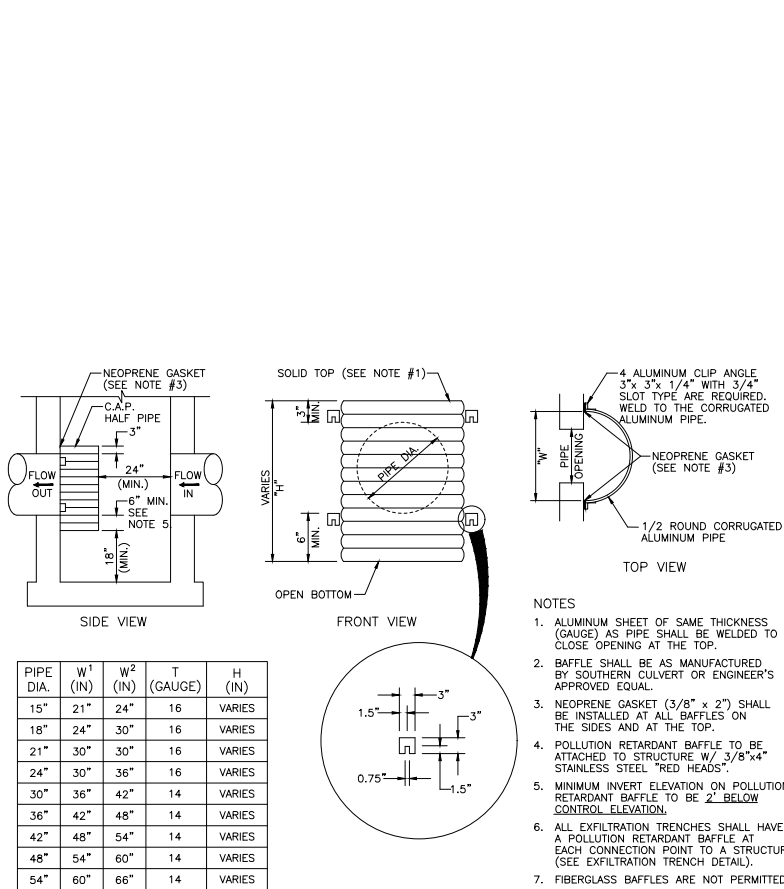 NEOPRENE GASKET
(SEE NOTE #3)
C.A.P.
HALF PIPE
3"
24"
(MIN.)
FLOW
OUT
FLOW
IN
6" MIN.
SEE
NOTE 5.
18"
(MIN.)
SIDE VIEW
SOLID TOP (SEE NOTE #1)
3"
MIN.
VARIES
"H"
PIPE DIA.
6"
MIN.
OPEN BOTTOM
FRONT VIEW
4 ALUMINUM CLIP ANGLE
3"x 3"x 1/4" WITH 3/4"
SLOT TYPE ARE REQUIRED.
WELD TO THE CORRUGATED
ALUMINUM PIPE.
"W"
PIPE
OPENING
NEOPRENE GASKET
(SEE NOTE #3)
1/2 ROUND CORRUGATED
ALUMINUM PIPE
TOP VIEW
3"
1.5"
3"
0.75"
1.5"
PIPE DIA. W1 (IN) W2 (IN) T (GAUGE) H (IN)
15" 21" 24" 16 VARIES
18" 24" 30" 16 VARIES
21" 30" 30" 16 VARIES
24" 30" 36" 16 VARIES
30" 36" 42" 14 VARIES
36" 42" 48" 14 VARIES
42" 48" 54" 14 VARIES
48" 54" 60" 14 VARIES
54" 60" 66" 14 VARIES
NOTES
1. ALUMINUM SHEET OF SAME THICKNESS
(GAUGE) AS PIPE SHALL BE WELDED TO
CLOSE OPENING AT THE TOP.
2. BAFFLE SHALL BE AS MANUFACTURED
BY SOUTHERN CULVERT OR ENGINEER'S
APPROVED EQUAL.
3. NEOPRENE GASKET (3/8" x 2") SHALL
BE INSTALLED AT ALL BAFFLES ON
THE SIDES AND AT THE TOP.
4. POLLUTION RETARDANT BAFFLE TO BE
ATTACHED TO STRUCTURE W/ 3/8"x4"
STAINLESS STEEL "RED HEADS".
5. MINIMUM INVERT ELEVATION ON POLLUTION
RETARDANT BAFFLE TO BE 2' BELOW
CONTROL ELEVATION.
6. ALL EXFILTRATION TRENCHES SHALL HAVE
A POLLUTION RETARDANT BAFFLE AT
EACH CONNECTION POINT TO A STRUCTUR
(SEE EXFILTRATION TRENCH DETAIL).
7. FIBERGLASS BAFFLES ARE NOT PERMITTED